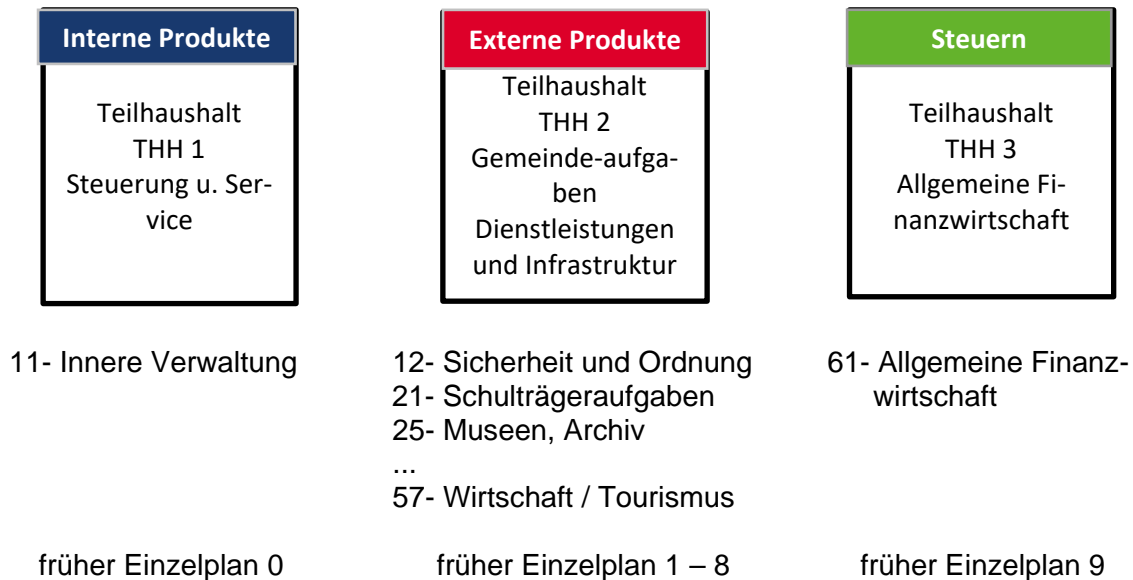 Interne Produkte
Teilhaushalt
THH 1
Steuerung u. Ser-
vice
11- Innere Verwaltung
früher Einzelplan 0
Externe Produkte
Teilhaushalt
THH 2
Gemeinde-aufga-
ben
Dienstleistungen
und Infrastruktur
12- Sicherheit und Ordnung
21- Schulträgeraufgaben
25- Museen, Archiv
...
57- Wirtschaft / Tourismus
früher Einzelplan 1 – 8
Steuern
Teilhaushalt
THH 3
Allgemeine Fi-
nanzwirtschaft
61- Allgemeine Finanz-
wirtschaft
früher Einzelplan 9